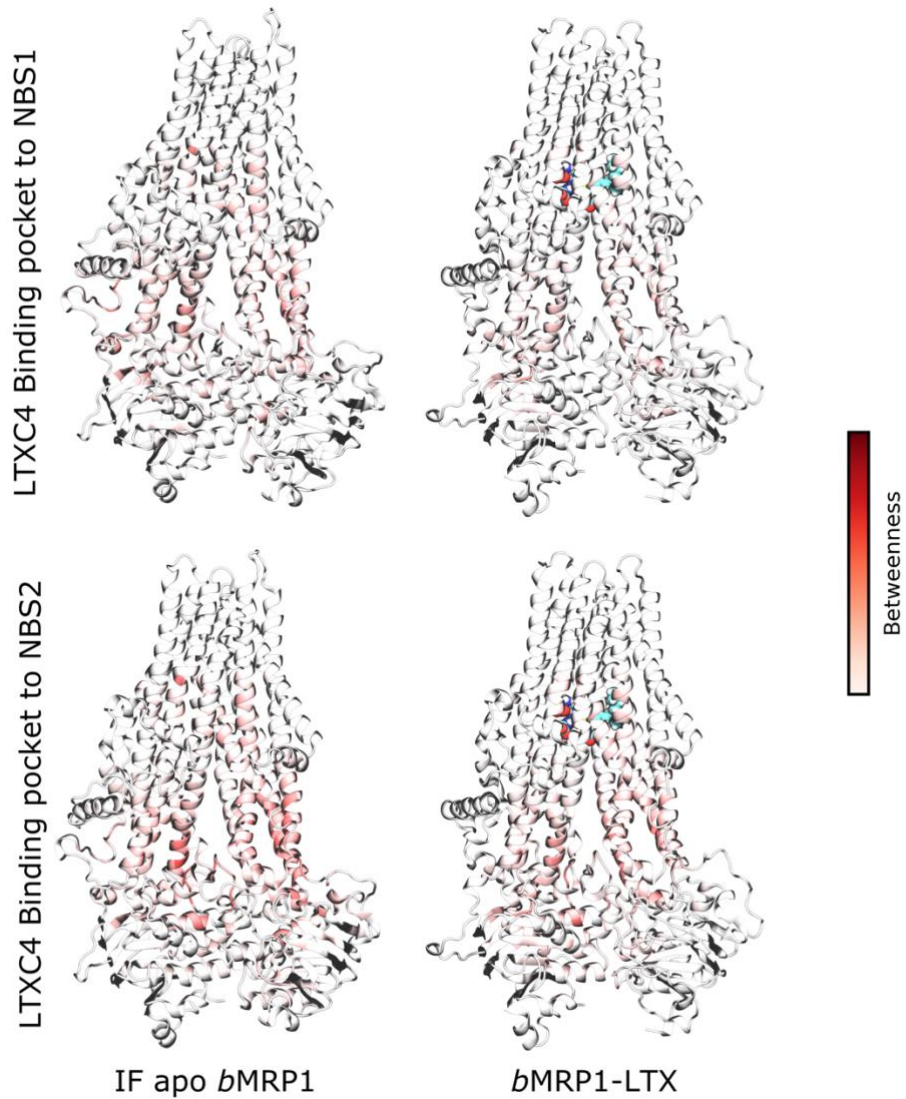 LTXC4 Binding pocket to NBS1
LTXC4 Binding pocket to NBS2
Betweenness
IF apo bMRP1
bMRP1-LTX